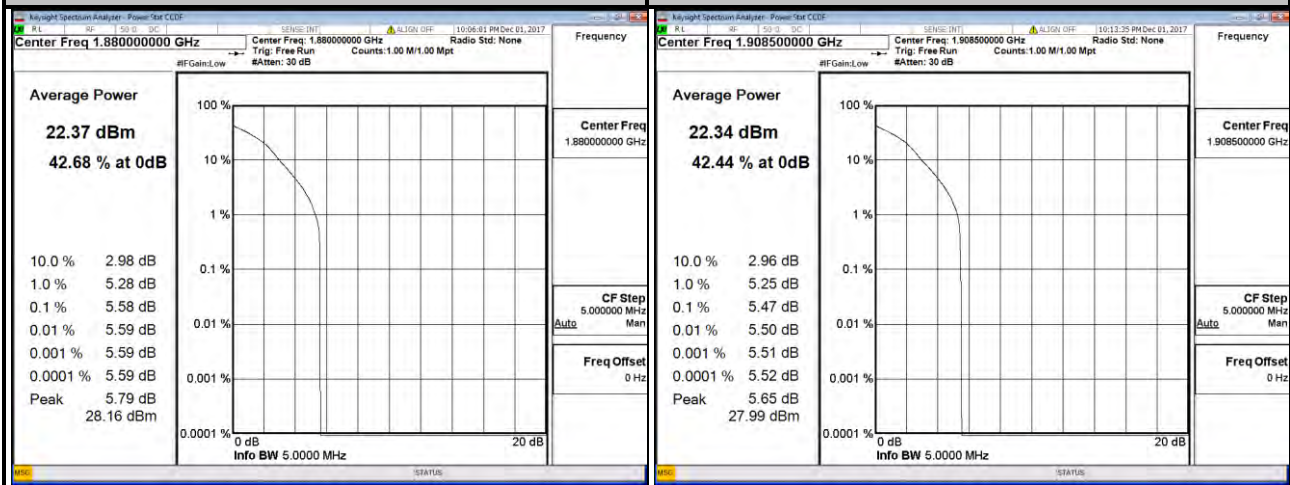 Keysight Spectrum Analyzer - Power Stat CCDF
RL RF 50 Ω DC SENSE:INT ALIGN OFF 10:06:01 PM Dec 01, 2017
Center Freq 1.880000000 GHz
Center Freq: 1.880000000 GHz Radio Std: None
Trig: Free Run Counts:1.00 M/1.00 Mpt
#IFGain:Low #Atten: 30 dB
Frequency
Average Power
22.37 dBm
42.68 % at 0dB
10.0 % 2.98 dB
1.0 % 5.28 dB
0.1 % 5.58 dB
0.01 % 5.59 dB
0.001 % 5.59 dB
0.0001 % 5.59 dB
Peak 5.79 dB
28.16 dBm
100 %
10 %
1 %
0.1 %
0.01 %
0.001 %
0.0001 %
0 dB 20 dB
Info BW 5.0000 MHz
Center Freq
1.880000000 GHz
CF Step
5.000000 MHz
Auto Man
Freq Offset
0 Hz
MSG STATUS
Keysight Spectrum Analyzer - Power Stat CCDF
RL RF 50 Ω DC SENSE:INT ALIGN OFF 10:13:35 PM Dec 01, 2017
Center Freq 1.908500000 GHz
Center Freq: 1.908500000 GHz Radio Std: None
Trig: Free Run Counts:1.00 M/1.00 Mpt
#IFGain:Low #Atten: 30 dB
Frequency
Average Power
22.34 dBm
42.44 % at 0dB
10.0 % 2.96 dB
1.0 % 5.25 dB
0.1 % 5.47 dB
0.01 % 5.50 dB
0.001 % 5.51 dB
0.0001 % 5.52 dB
Peak 5.65 dB
27.99 dBm
100 %
10 %
1 %
0.1 %
0.01 %
0.001 %
0.0001 %
0 dB 20 dB
Info BW 5.0000 MHz
Center Freq
1.908500000 GHz
CF Step
5.000000 MHz
Auto Man
Freq Offset
0 Hz
MSG STATUS